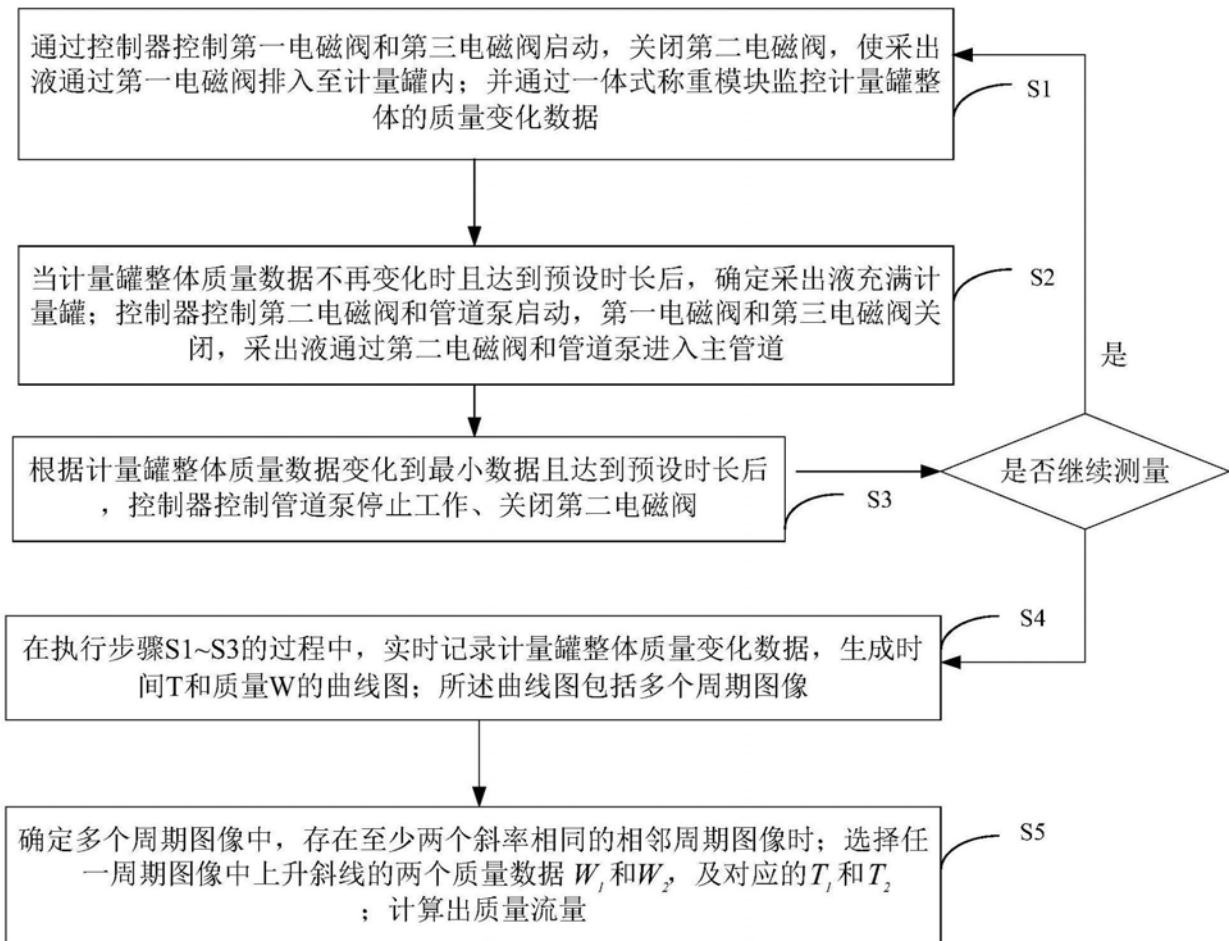 通过控制器控制第一电磁阀和第三电磁阀启动，关闭第二电磁阀，使采出
液通过第一电磁阀排入至计量罐内；并通过一体式称重模块监控计量罐整
体的质量变化数据
S1
当计量罐整体质量数据不再变化时且达到预设时长后，确定采出液充满计
量罐；控制器控制第二电磁阀和管道泵启动，第一电磁阀和第三电磁阀关
闭，采出液通过第二电磁阀和管道泵进入主管道
S2
是
根据计量罐整体质量数据变化到最小数据且达到预设时长后
，控制器控制管道泵停止工作、关闭第二电磁阀
S3
是否继续测量
在执行步骤S1~S3的过程中，实时记录计量罐整体质量变化数据，生成时
间T和质量W的曲线图；所述曲线图包括多个周期图像
S4
确定多个周期图像中，存在至少两个斜率相同的相邻周期图像时；选择任
一周期图像中上升斜线的两个质量数据 W₁和W₂，及对应的T₁和T₂
；计算出质量流量
S5